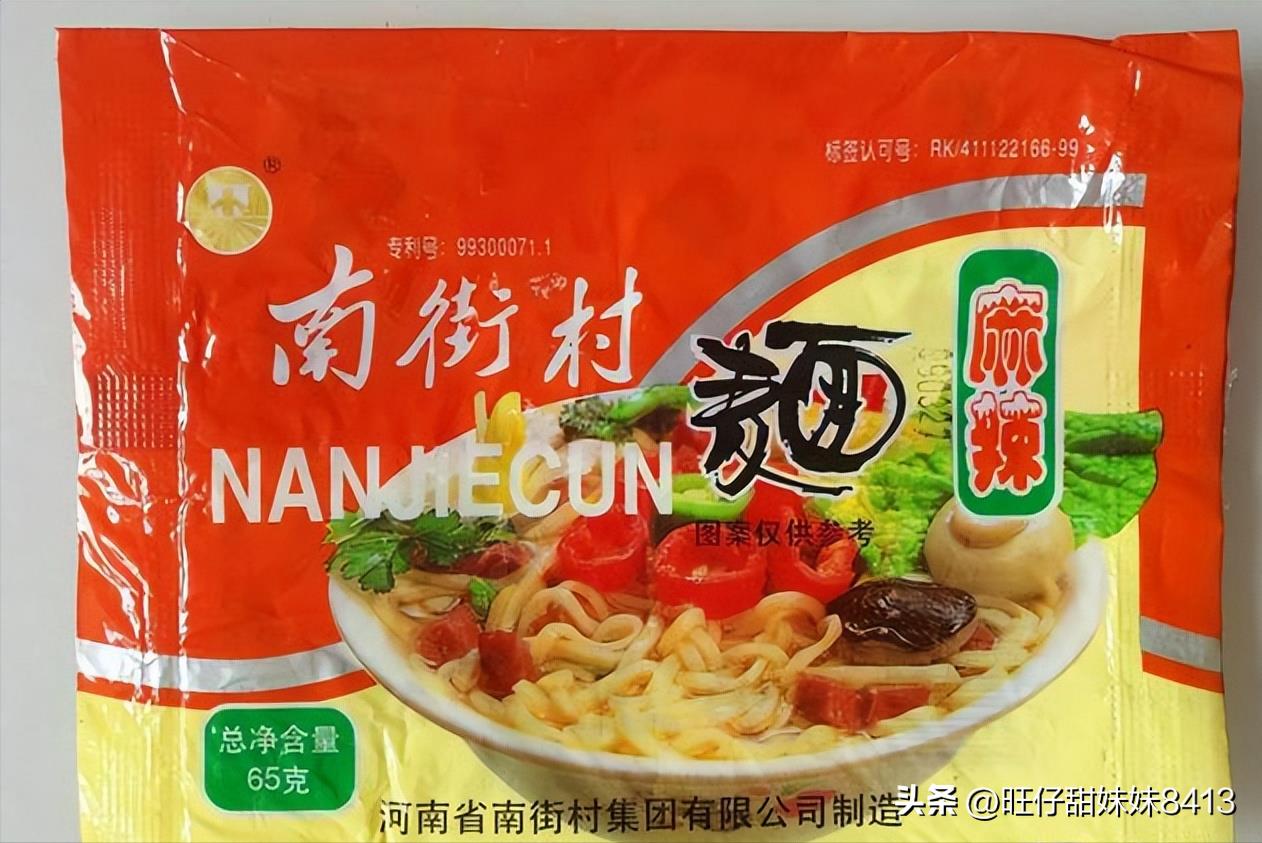 ®
标签认可号：RK/411122166-99
专利号：99300071.1
南街村
麵
麻辣
NANJIECUN
图案仅供参考
总净含量
65克
河南省南街村集团有限公司制造
头条 @旺仔甜妹妹8413